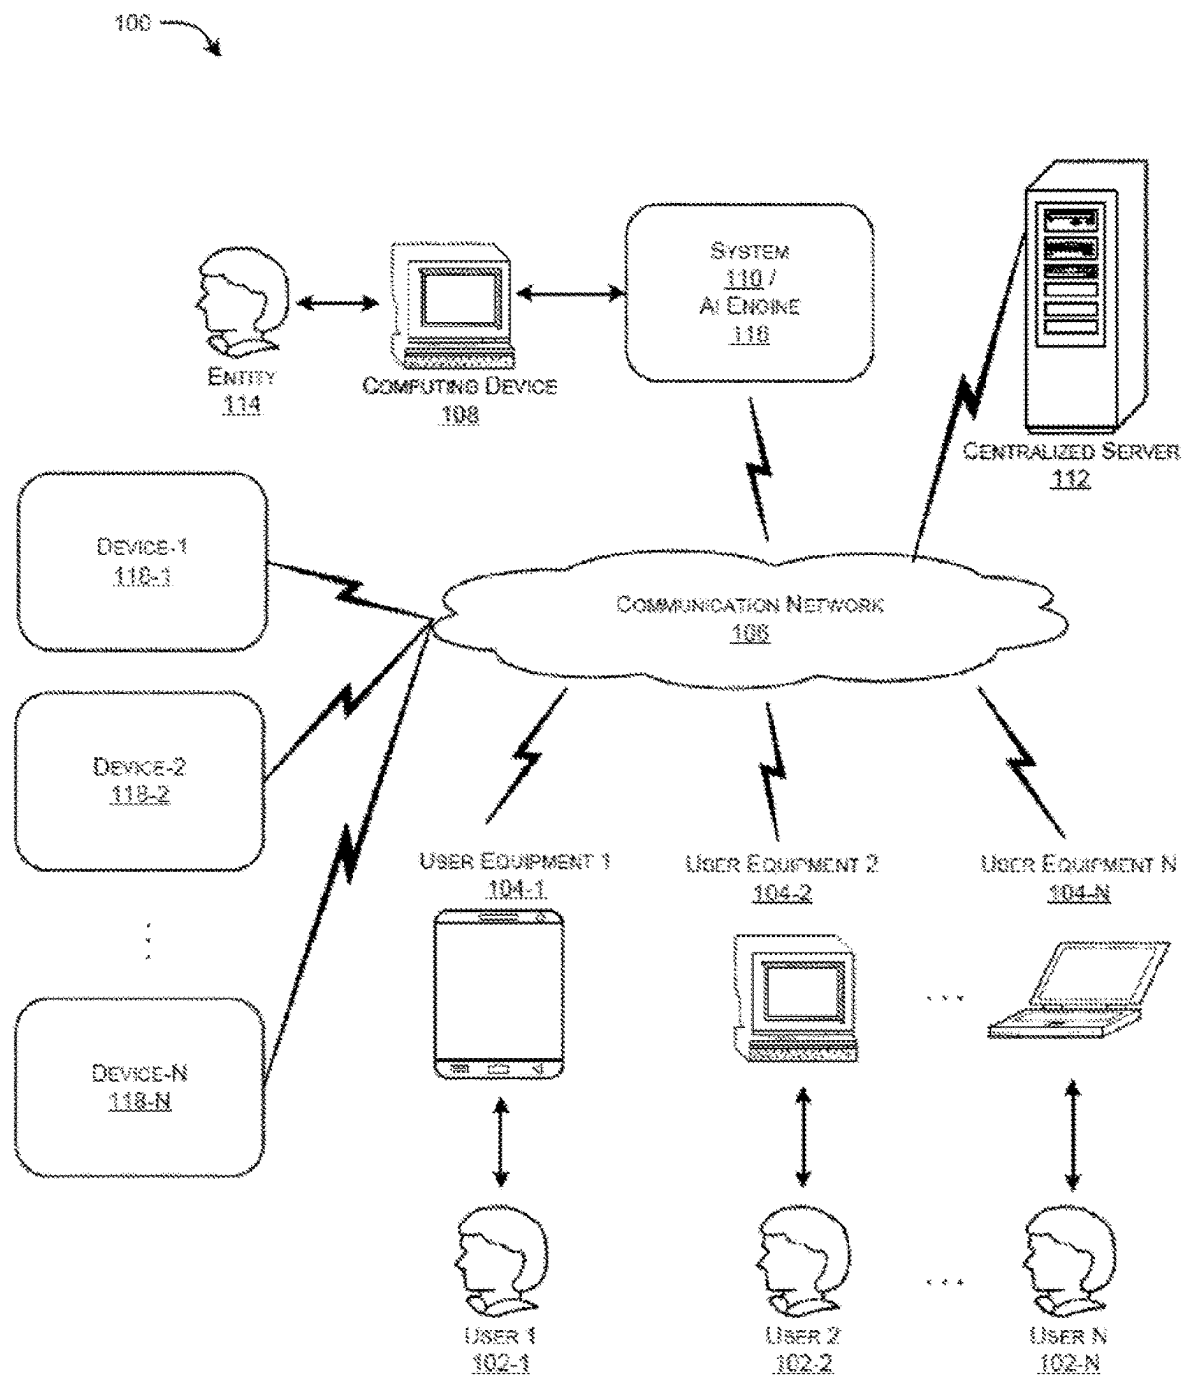 100
SYSTEM
110 /
AI ENGINE
116
ENTITY
114
COMPUTING DEVICE
108
CENTRALIZED SERVER
112
DEVICE-1
118-1
COMMUNICATION NETWORK
106
DEVICE-2
118-2
USER EQUIPMENT 1
104-1
USER EQUIPMENT 2
104-2
USER EQUIPMENT N
104-N
DEVICE-N
118-N
USER 1
102-1
USER 2
102-2
USER N
102-N